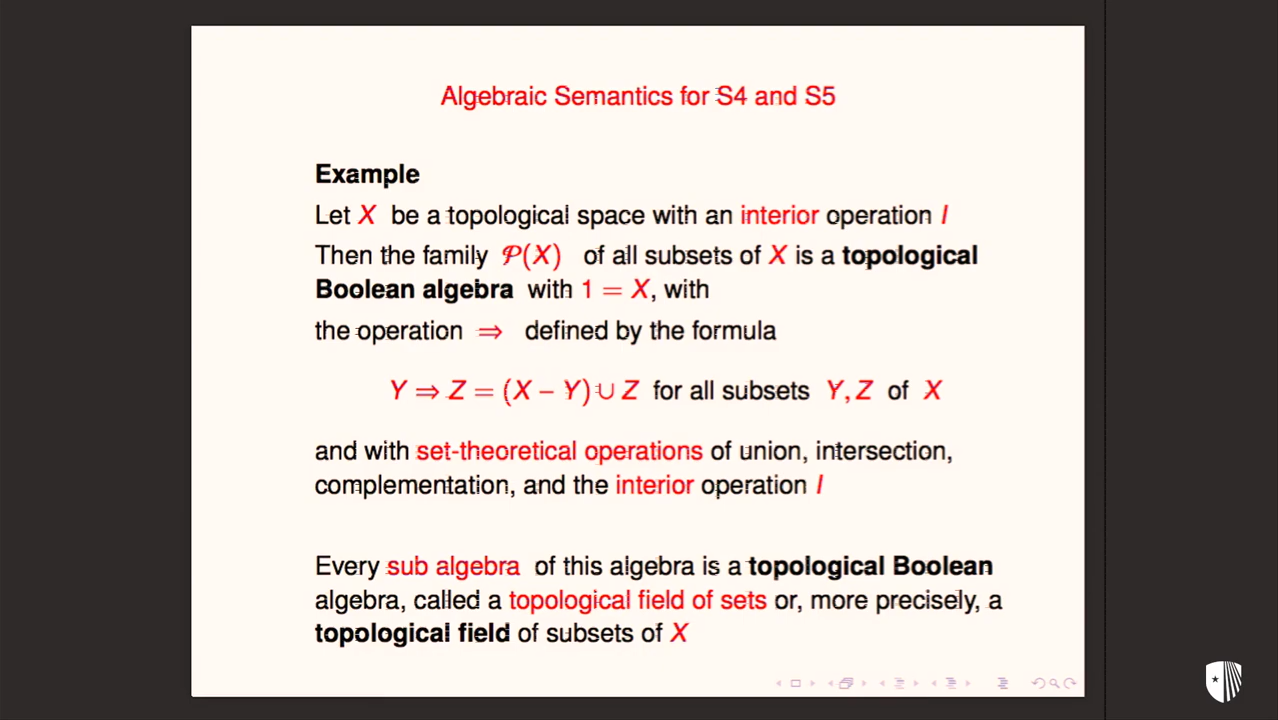 Algebraic Semantics for S4 and S5
Example
Let X be a topological space with an interior operation I
Then the family 𝒫(X) of all subsets of X is a topological
Boolean algebra with 1 = X, with
the operation ⇒ defined by the formula
Y ⇒ Z = (X − Y) ∪ Z for all subsets Y, Z of X
and with set-theoretical operations of union, intersection,
complementation, and the interior operation I
Every sub algebra of this algebra is a topological Boolean
algebra, called a topological field of sets or, more precisely, a
topological field of subsets of X